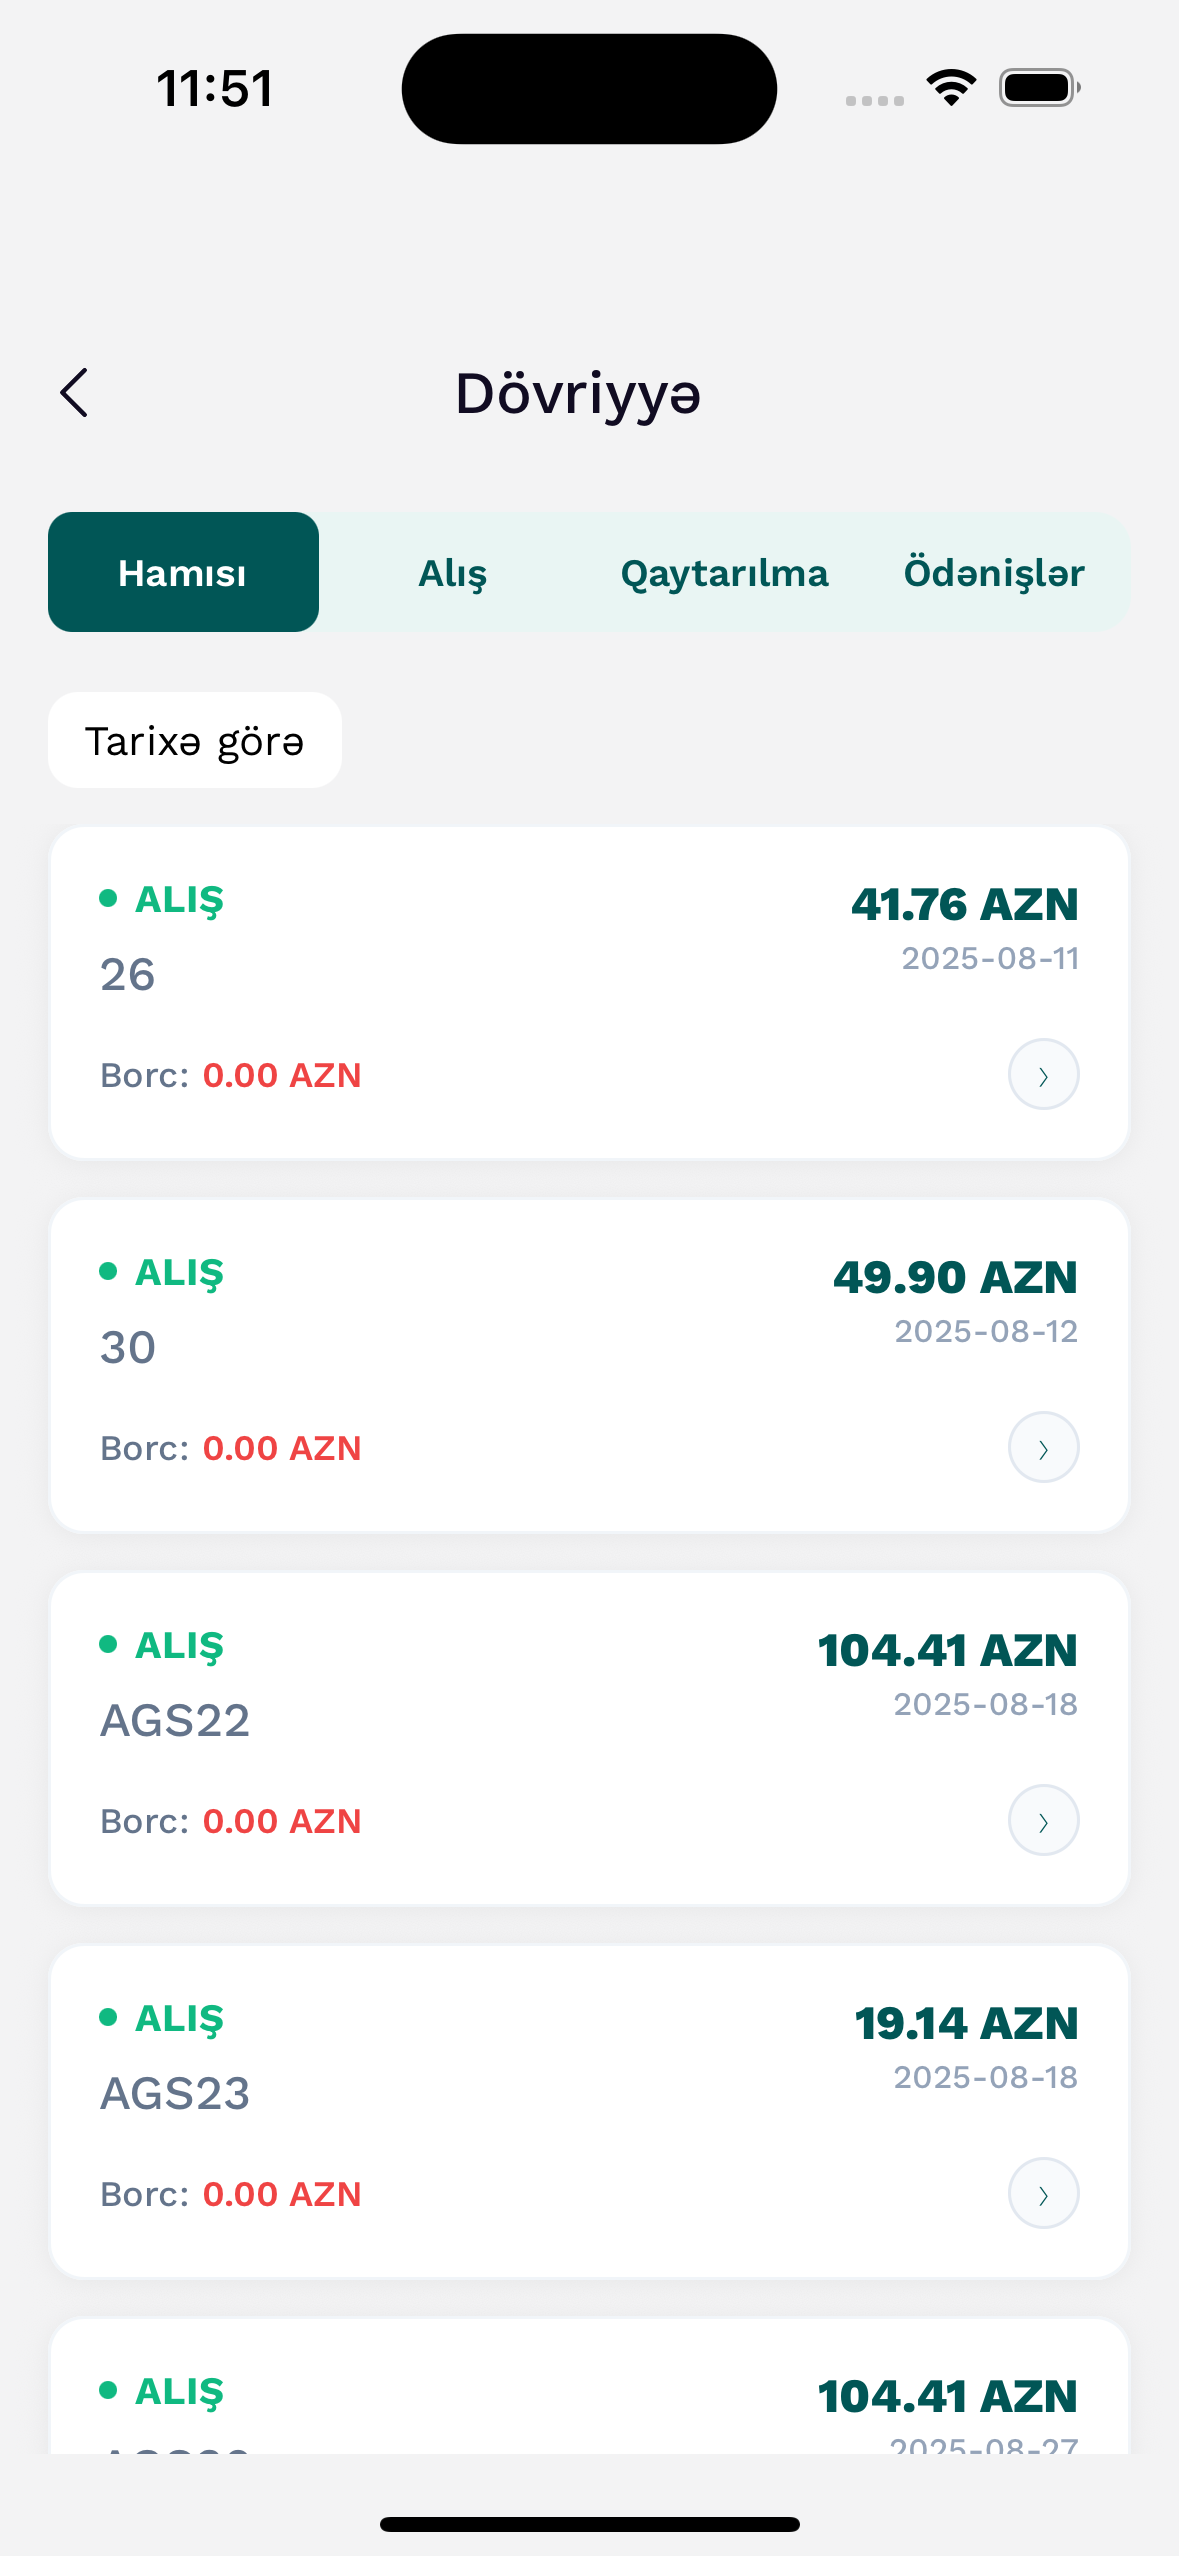 11:51
Dövriyyə
Hamısı Alış Qaytarılma Ödənişlər
Tarixə görə
ALIŞ 41.76 AZN
26 2025-08-11
Borc: 0.00 AZN
ALIŞ 49.90 AZN
30 2025-08-12
Borc: 0.00 AZN
ALIŞ 104.41 AZN
AGS22 2025-08-18
Borc: 0.00 AZN
ALIŞ 19.14 AZN
AGS23 2025-08-18
Borc: 0.00 AZN
ALIŞ 104.41 AZN
2025-08-27